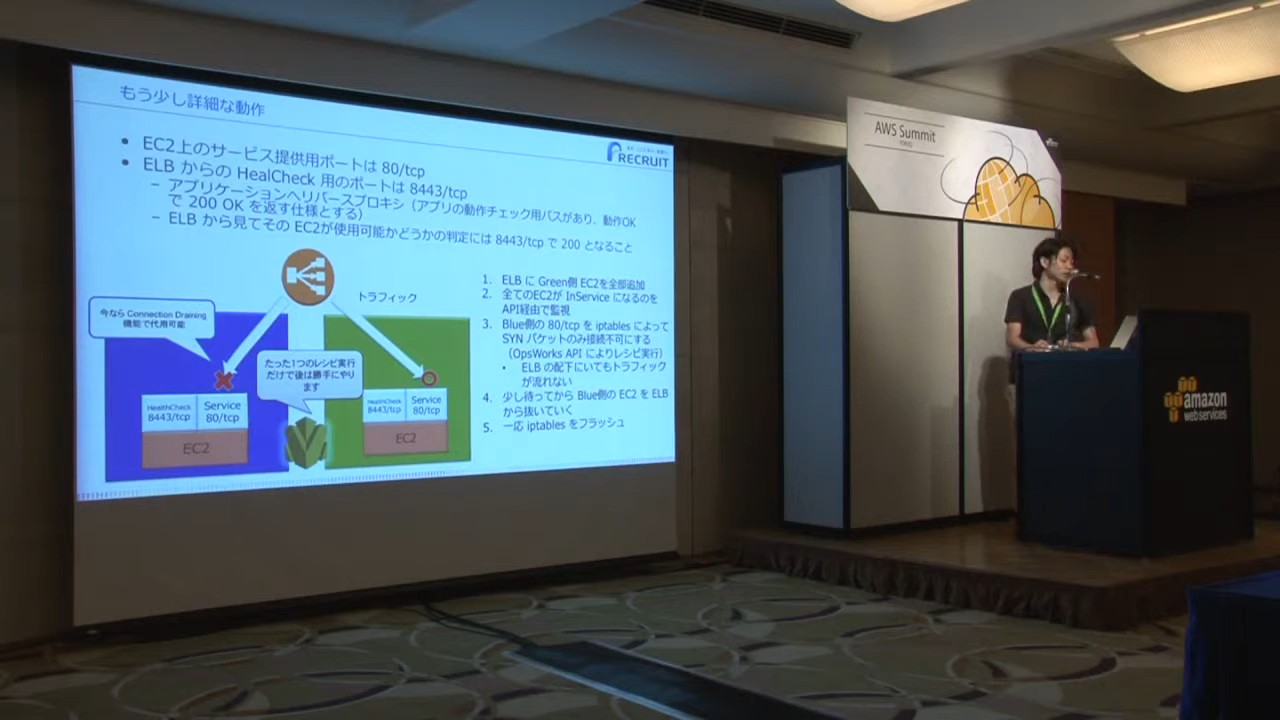 もう少し詳細な動作
RECRUIT
• EC2上のサービス提供用ポートは 80/tcp
• ELB からの HealCheck 用のポートは 8443/tcp
– アプリケーションへリバースプロキシ（アプリの動作チェック用パスがあり、動作OK
で 200 OK を返す仕様とする）
– ELB から見てその EC2が使用可能かどうかの判定には 8443/tcp で 200 となること
トラフィック
今なら Connection Draining
機能で代用可能
たった1つのレシピ実行
だけで後は勝手にやり
ます
HealthCheck
8443/tcp
Service
80/tcp
EC2
HealthCheck
8443/tcp
Service
80/tcp
EC2
1. ELB に Green側 EC2を全部追加
2. 全てのEC2が InService になるのを
API経由で監視
3. Blue側の 80/tcp を iptables によって
SYN パケットのみ接続不可にする
（OpsWorks API によりレシピ実行）
• ELB の配下にいてもトラフィック
が流れない
4. 少し待ってから Blue側の EC2 を ELB
から抜いていく
5. 一応 iptables をフラッシュ
AWS Summit
TOKYO
amazon
web services